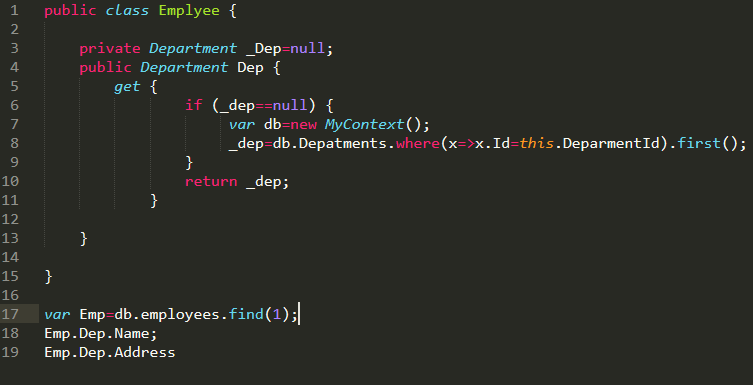 1 public class Emplyee {
2
3 private Department _Dep=null;
4 public Department Dep {
5 get {
6 if (_dep==null) {
7 var db=new MyContext();
8 _dep=db.Depatments.where(x=>x.Id=this.DeparmentId).first();
9 }
10 return _dep;
11 }
12
13 }
14
15 }
16
17 var Emp=db.employees.find(1);
18 Emp.Dep.Name;
19 Emp.Dep.Address